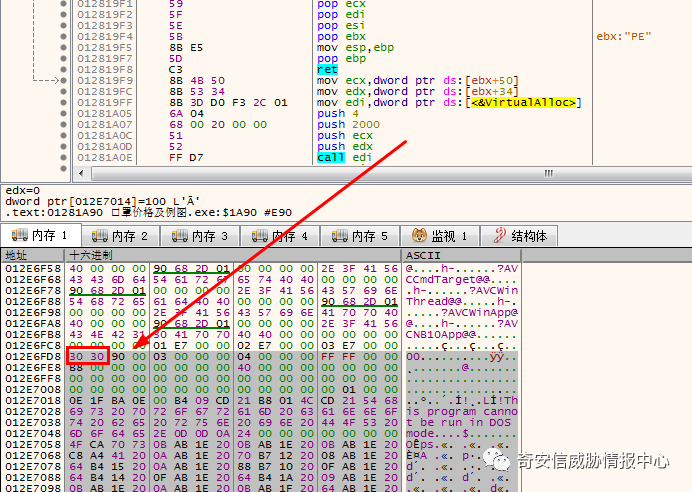 012819F1 59 pop ecx
012819F2 5F pop edi
012819F3 5E pop esi
012819F4 5B pop ebx ebx:"PE"
012819F5 8B E5 mov esp,ebp
012819F7 5D pop ebp
012819F8 C3 ret
012819F9 8B 4B 50 mov ecx,dword ptr ds:[ebx+50]
012819FC 8B 53 34 mov edx,dword ptr ds:[ebx+34]
012819FF 8B 3D D0 F3 2C 01 mov edi,dword ptr ds:[<&VirtualAlloc>]
01281A05 6A 04 push 4
01281A07 68 00 20 00 00 push 2000
01281A0C 51 push ecx
01281A0D 52 push edx
01281A0E FF D7 call edi
edx=0
dword ptr[012E7014]=100 L'Ā'
.text:01281A90 价格及例图.exe:$1A90 #E90
内存 1 内存 2 内存 3 内存 4 内存 5 监视 1 结构体
地址 十六进制 ASCII
012E6F58 40 00 00 00 90 68 2D 01 00 00 00 00 2E 3F 41 56 @....h-.....?AV
012E6F68 43 43 6D 64 54 61 72 67 65 74 40 40 00 00 00 00 CCmdTarget@@....
012E6F78 90 68 2D 01 00 00 00 00 2E 3F 41 56 43 57 69 6E .h-......?AVCWin
012E6F88 54 68 72 65 61 64 40 40 00 00 00 00 90 68 2D 01 Thread@@.....h-.
012E6F98 00 00 00 00 2E 3F 41 56 43 57 69 6E 41 70 70 40 .....?AVCWinApp@
012E6FA8 40 00 00 00 90 68 2D 01 00 00 00 00 2E 3F 41 56 @....h-......?AV
012E6FB8 43 4E 42 31 30 41 70 70 40 40 00 00 00 00 00 00 CNB10App@@......
012E6FC8 00 00 00 00 01 E7 00 00 02 E7 00 00 03 E7 00 00 .....ç...ç...ç..
012E6FD8 30 30 90 00 03 00 00 00 04 00 00 00 FF FF 00 00 00..........ÿÿ..
012E6FE8 B8 00 00 00 00 00 00 00 40 00 00 00 00 00 00 00 ¸.......@.......
012E6FF8 00 00 00 00 00 00 00 00 00 00 00 00 00 00 00 00
012E7008 00 00 00 00 00 00 00 00 00 00 00 00 00 01 00 00
012E7018 0E 1F BA 0E 00 B4 09 CD 21 B8 01 4C CD 21 54 68 ..º..´.Í!¸.LÍ!Th
012E7028 69 73 20 70 72 6F 67 72 61 6D 20 63 61 6E 6E 6F is program canno
012E7038 74 20 62 65 20 72 75 6E 20 69 6E 20 44 4F 53 20 t be run in DOS
012E7048 6D 6F 64 65 2E 0D 0D 0A 24 00 00 00 00 00 00 00 mode....$.......
012E7058 4F CA 70 73 0B AB 1E 20 0B AB 1E 20 0B AB 1E 20 OÊps.«. .«. .«.
012E7068 C8 A4 41 20 0A AB 1E 20 70 B7 12 20 08 AB 1E 20
012E7078 64 B4 15 20 0A AB 1E 20 88 B7 10 20 0F AB 1E 20
012E7088 64 B4 14 20 0F AB 1E 20 64 B4 1A 20 09 AB 1E 20
012E7098 0B AB 1E 20 0A AB 1E 20 0B AB 1F 20
奇安信威胁情报中心